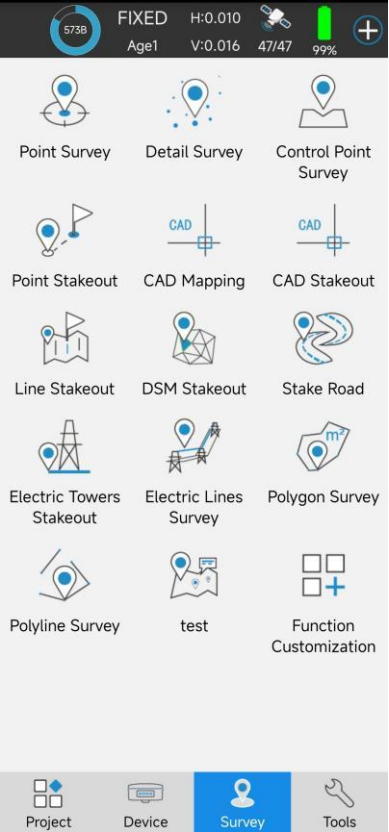 573B
FIXED
H:0.010
Age1
V:0.016
47/47
99%
Point Survey
Detail Survey
Control Point
Survey
Point Stakeout
CAD
CAD Mapping
CAD
CAD Stakeout
Line Stakeout
DSM Stakeout
Stake Road
Electric Towers
Stakeout
Electric Lines
Survey
m²
Polygon Survey
Polyline Survey
test
Function
Customization
Project
Device
Survey
Tools